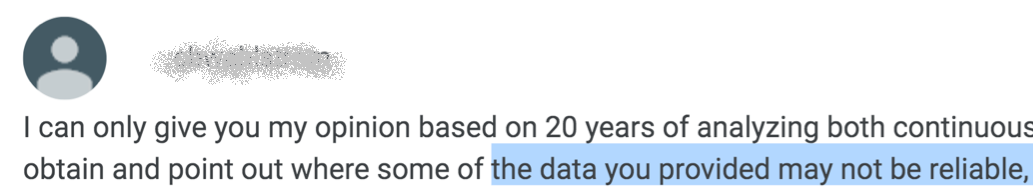 I can only give you my opinion based on 20 years of analyzing both continuous
obtain and point out where some of the data you provided may not be reliable,